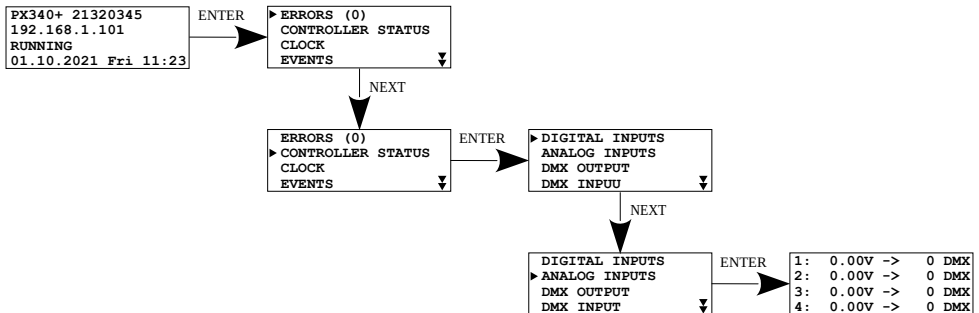 PX340+ 21320345
192.168.1.101
RUNNING
01.10.2021 Fri 11:23
ENTER
ERRORS (0)
CONTROLLER STATUS
CLOCK
EVENTS
NEXT
ERRORS (0)
CONTROLLER STATUS
CLOCK
EVENTS
ENTER
DIGITAL INPUTS
ANALOG INPUTS
DMX OUTPUT
DMX INPUU
NEXT
DIGITAL INPUTS
ANALOG INPUTS
DMX OUTPUT
DMX INPUT
ENTER
1: 0.00V -> 0 DMX
2: 0.00V -> 0 DMX
3: 0.00V -> 0 DMX
4: 0.00V -> 0 DMX